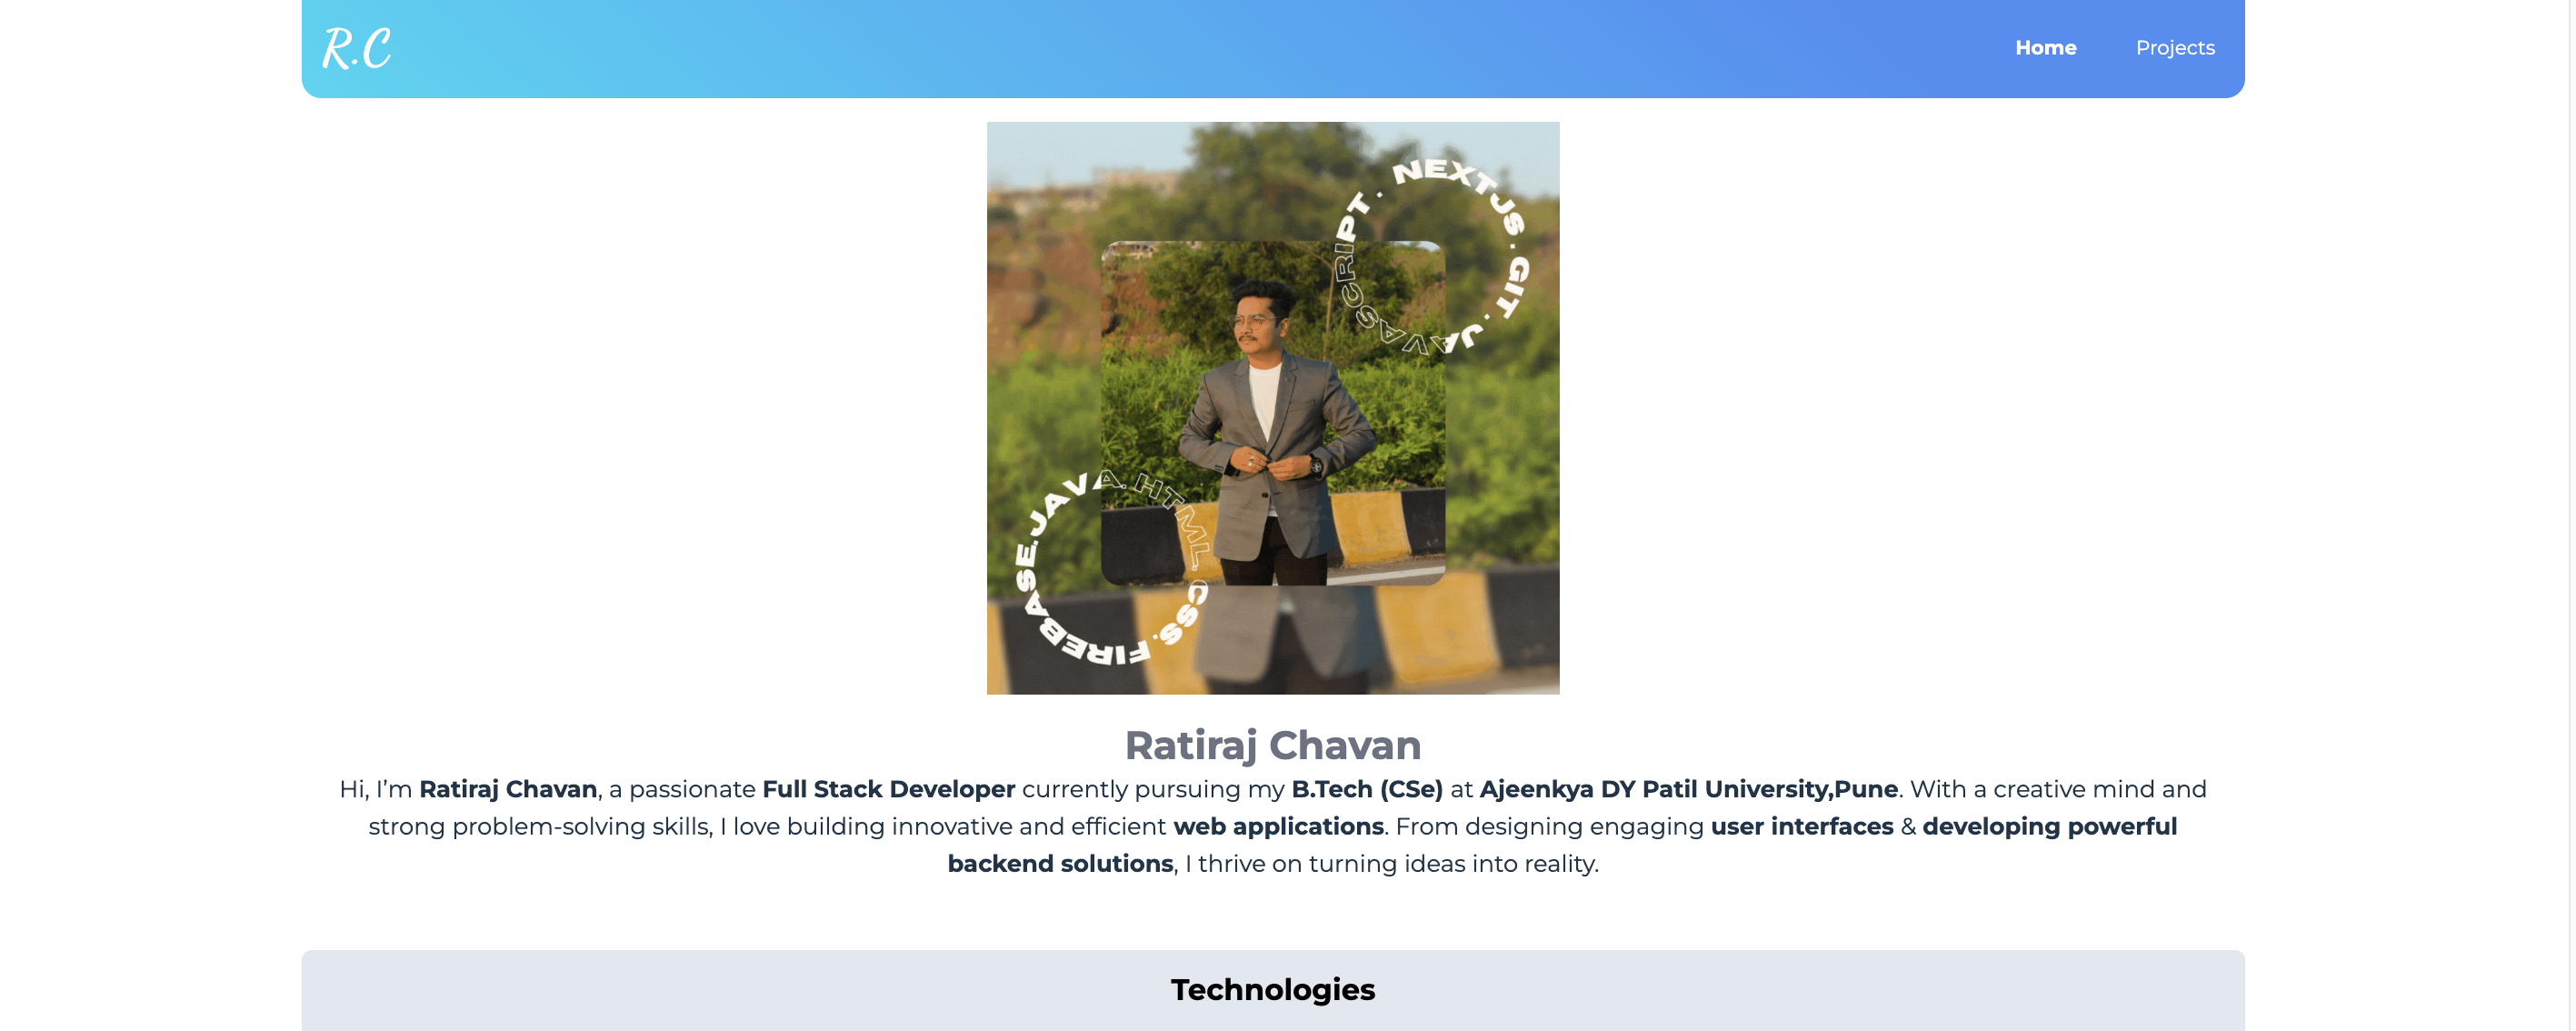 R.C
Home
Projects
NEXTJS . GIT . JAVASCRIPT .
FIREBASE. JAVA. HTML. CSS.
Ratiraj Chavan
Hi, I’m Ratiraj Chavan, a passionate Full Stack Developer currently pursuing my B.Tech (CSe) at Ajeenkya DY Patil University,Pune. With a creative mind and
strong problem-solving skills, I love building innovative and efficient web applications. From designing engaging user interfaces & developing powerful
backend solutions, I thrive on turning ideas into reality.
Technologies